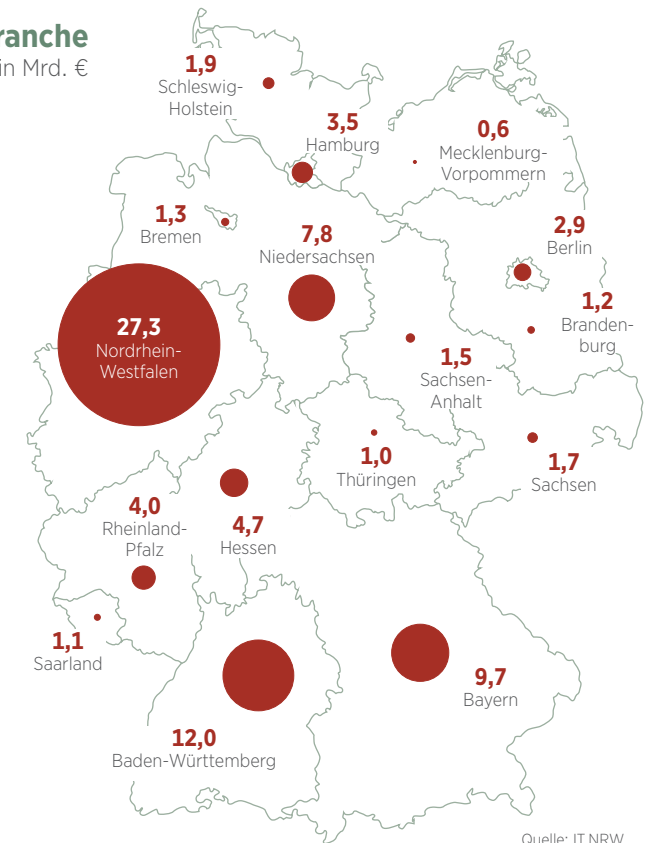 in Mrd. €
1,9
Schleswig-
Holstein
3,5
Hamburg
0,6
Mecklenburg-
Vorpommern
1,3
Bremen
7,8
Niedersachsen
2,9
Berlin
27,3
Nordrhein-
Westfalen
1,2
Branden-
burg
1,5
Sachsen-
Anhalt
1,0
Thüringen
1,7
Sachsen
4,0
Rheinland-
Pfalz
4,7
Hessen
1,1
Saarland
9,7
Bayern
12,0
Baden-Württemberg
Quelle: IT.NRW